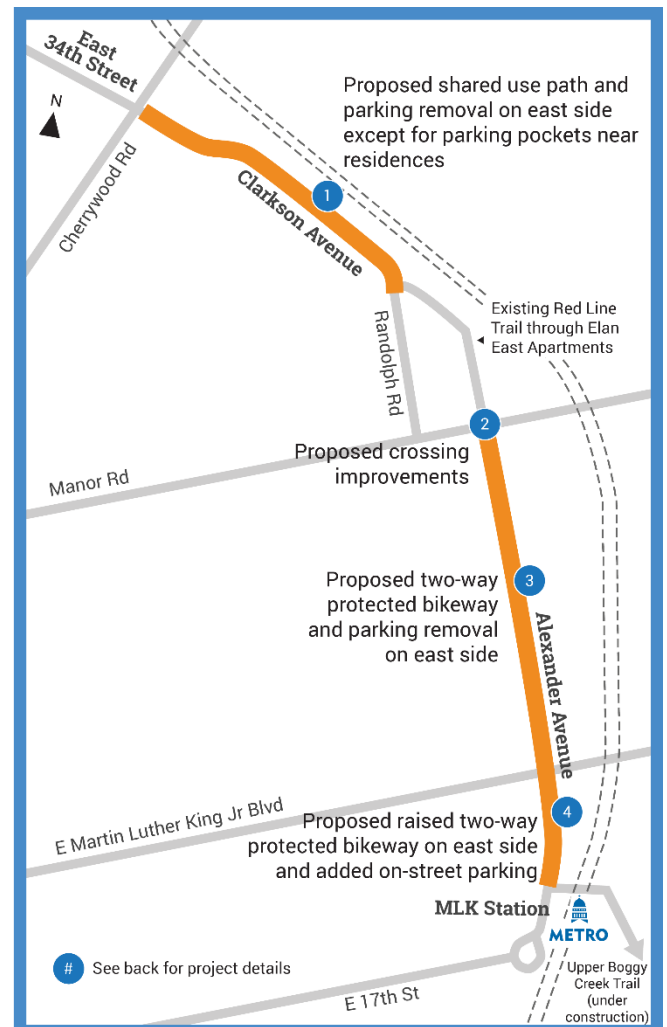 East
34th Street
N
Cherrywood Rd
Proposed shared use path and
parking removal on east side
except for parking pockets near
residences
1
Clarkson Avenue
Existing Red Line
Trail through Elan
East Apartments
Randolph Rd
2
Proposed crossing
improvements
Manor Rd
Proposed two-way
protected bikeway
and parking removal
on east side
3
Alexander Avenue
E Martin Luther King Jr Blvd
4
Proposed raised two-way
protected bikeway on east side
and added on-street parking
MLK Station
METRO
# See back for project details
E 17th St
Upper Boggy
Creek Trail
(under
construction)